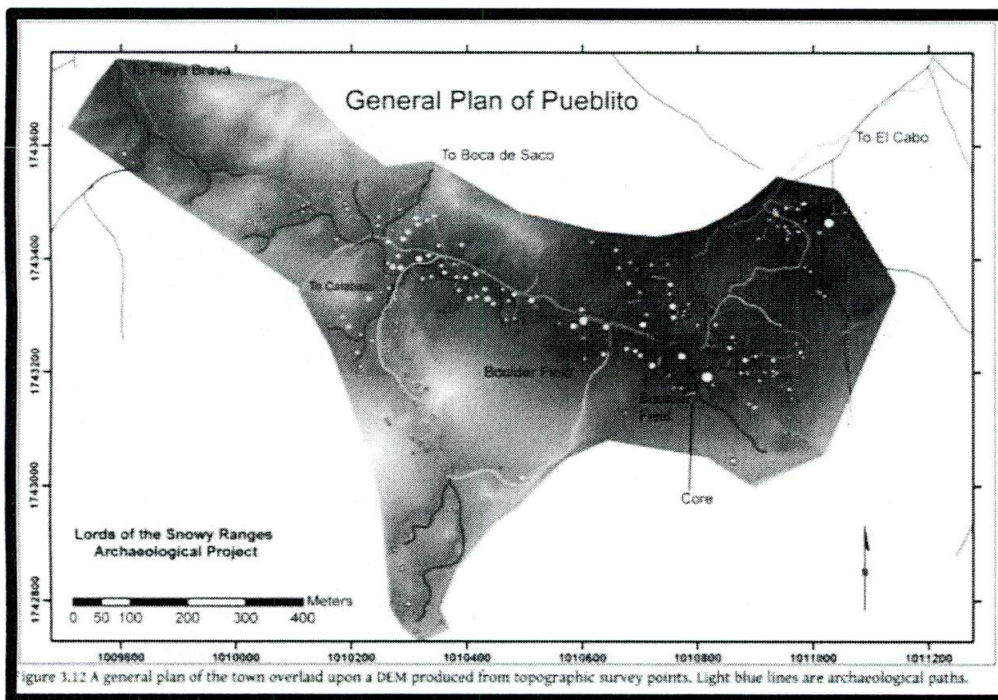 To Playa Brava
General Plan of Pueblito
To El Cabo
To Boca de Saco
To Calabazo
Boulder Field
Boulder
Field
Core
Lords of the Snowy Ranges
Archaeological Project
Meters
0 50 100 200 300 400
N
1743600
1743400
1743200
1743000
1742800
1009800 1010000 1010200 1010400 1010600 1010800 1011000 1011200
Figure 3.12 A general plan of the town overlaid upon a DEM produced from topographic survey points. Light blue lines are archaeological paths.